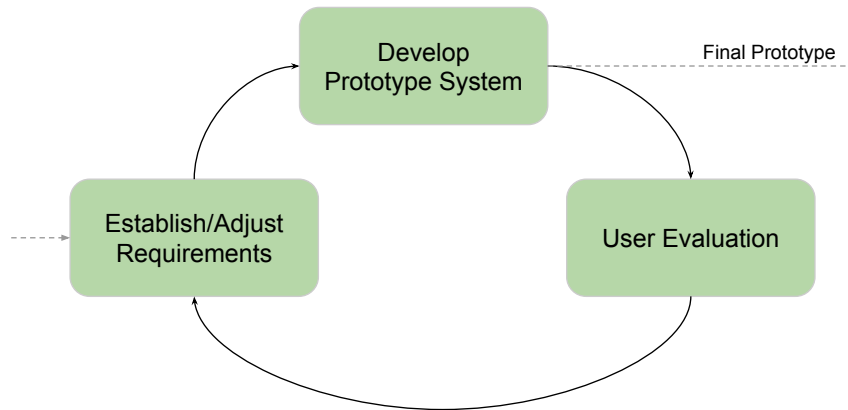 Develop
Prototype System
Final Prototype
Establish/Adjust
Requirements
User Evaluation